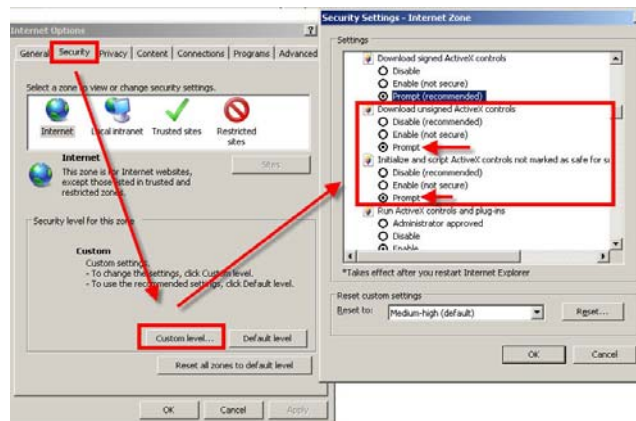 Internet Options
?
General Security Privacy Content Connections Programs Advanced
Select a zone to view or change security settings.
Internet
Local intranet
Trusted sites
Restricted sites
Internet
This zone is for Internet websites,
except those listed in trusted and
restricted zones.
Sites
Security level for this zone
Custom
Custom settings.
- To change the settings, click Custom level.
- To use the recommended settings, click Default level.
Custom level...
Default level
Reset all zones to default level
OK
Cancel
Apply
Security Settings - Internet Zone
Settings
Download signed ActiveX controls
Disable
Enable (not secure)
Prompt (recommended)
Download unsigned ActiveX controls
Disable (recommended)
Enable (not secure)
Prompt
Initialize and script ActiveX controls not marked as safe for s
Disable (recommended)
Enable (not secure)
Prompt
Run ActiveX controls and plug-ins
Administrator approved
Disable
Enable
*Takes effect after you restart Internet Explorer
Reset custom settings
Reset to:
Medium-high (default)
Reset...
OK
Cancel